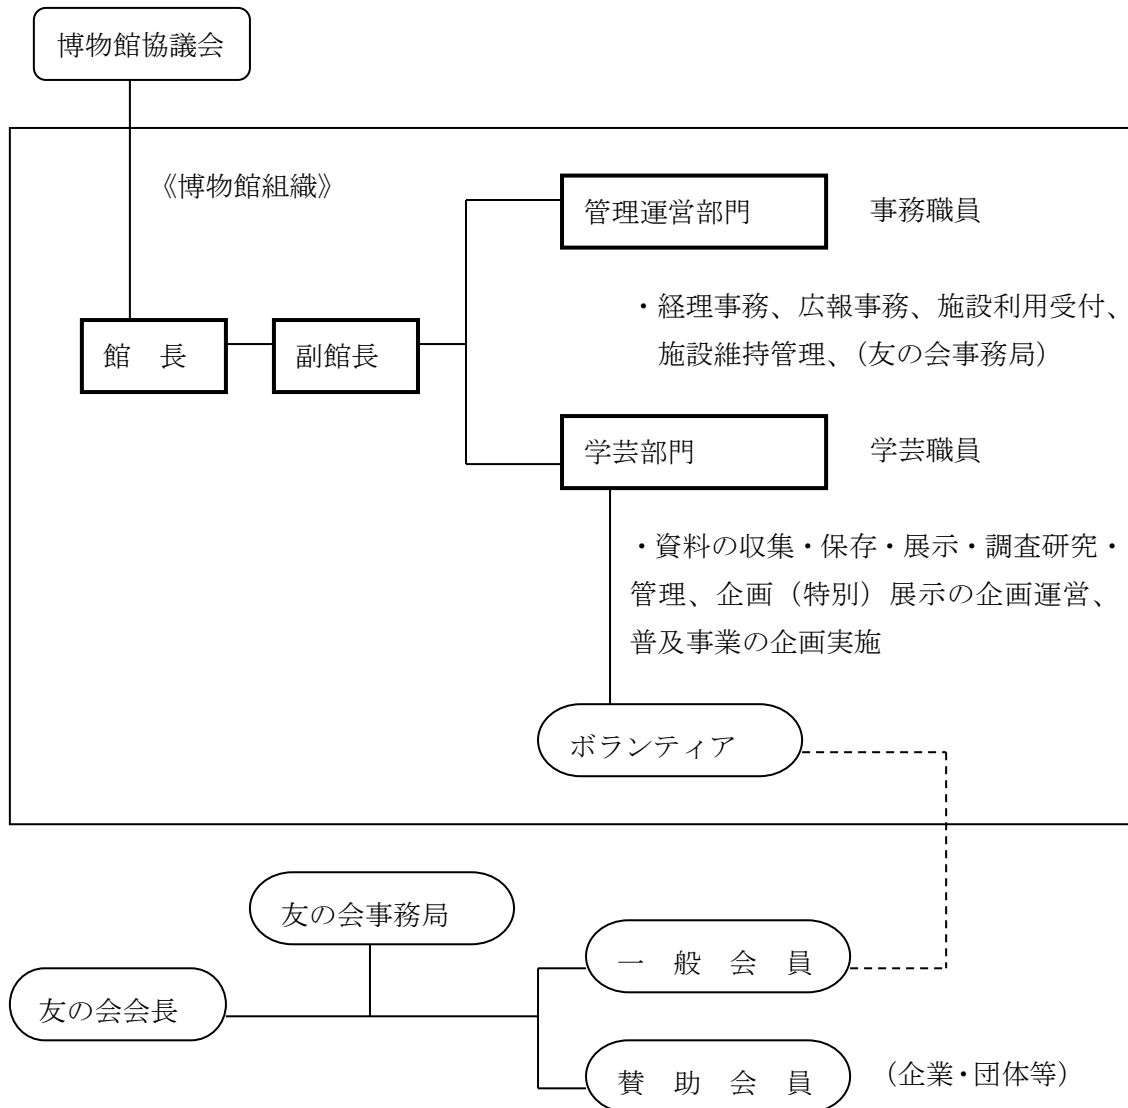 博物館協議会
《博物館組織》
管理運営部門
事務職員
・経理事務、広報事務、施設利用受付、
施設維持管理、(友の会事務局)
館　長
副館長
学芸部門
学芸職員
・資料の収集・保存・展示・調査研究・
管理、企画（特別）展示の企画運営、
普及事業の企画実施
ボランティア
友の会事務局
一　般　会　員
友の会会長
賛　助　会　員
（企業・団体等）